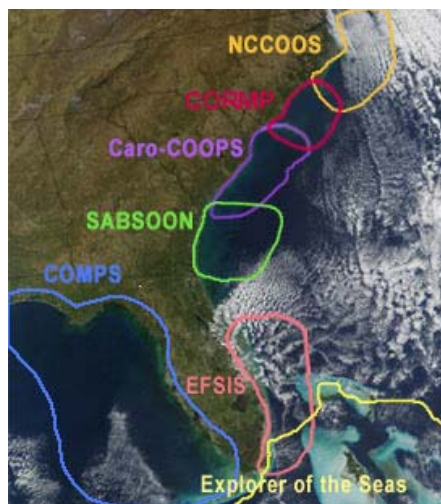 NCCOOS
CORMP
Caro-COOPS
SABSOON
COMPS
EFSIS
Explorer of the Seas